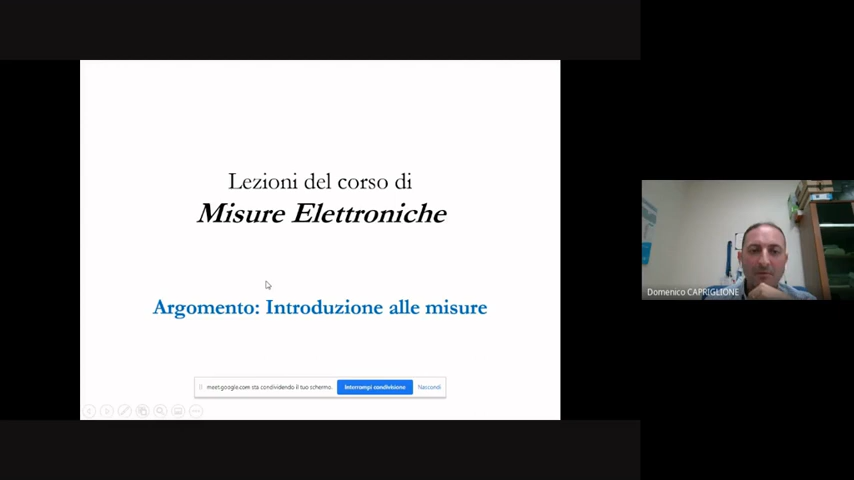 Lezioni del corso di
Misure Elettroniche
Argomento: Introduzione alle misure
meet.google.com sta condividendo il tuo schermo.
Interrompi condivisione
Nascondi
Domenico CAPRIGLIONE